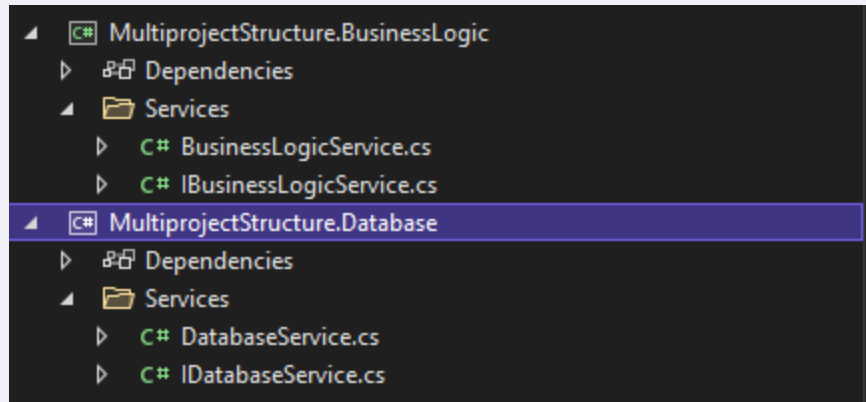 C# MultiprojectStructure.BusinessLogic
Dependencies
Services
C# BusinessLogicService.cs
C# IBusinessLogicService.cs
C# MultiprojectStructure.Database
Dependencies
Services
C# DatabaseService.cs
C# IDatabaseService.cs